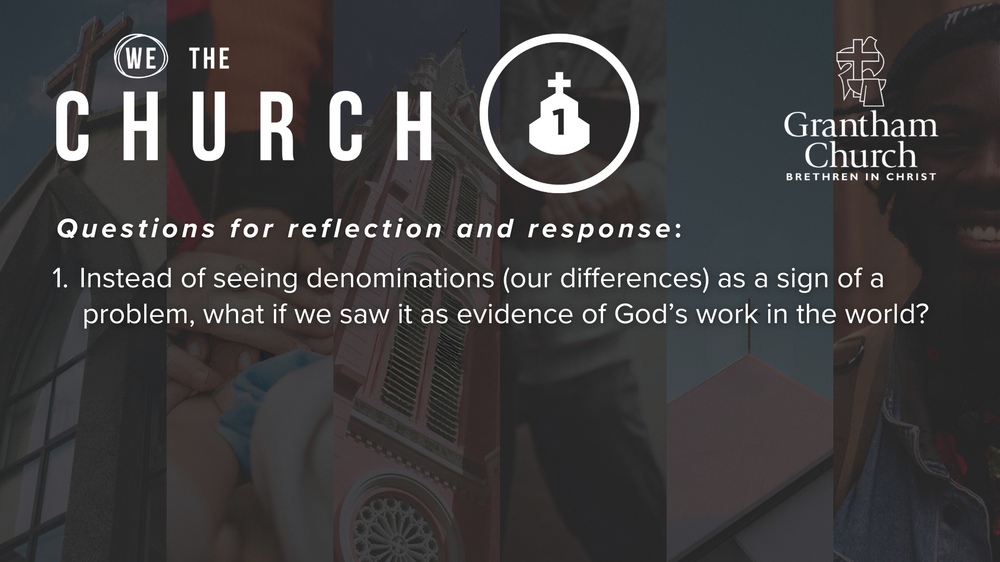 WE THE
CHURCH
1
Grantham
Church
BRETHREN IN CHRIST
Questions for reflection and response:
1. Instead of seeing denominations (our differences) as a sign of a
problem, what if we saw it as evidence of God’s work in the world?